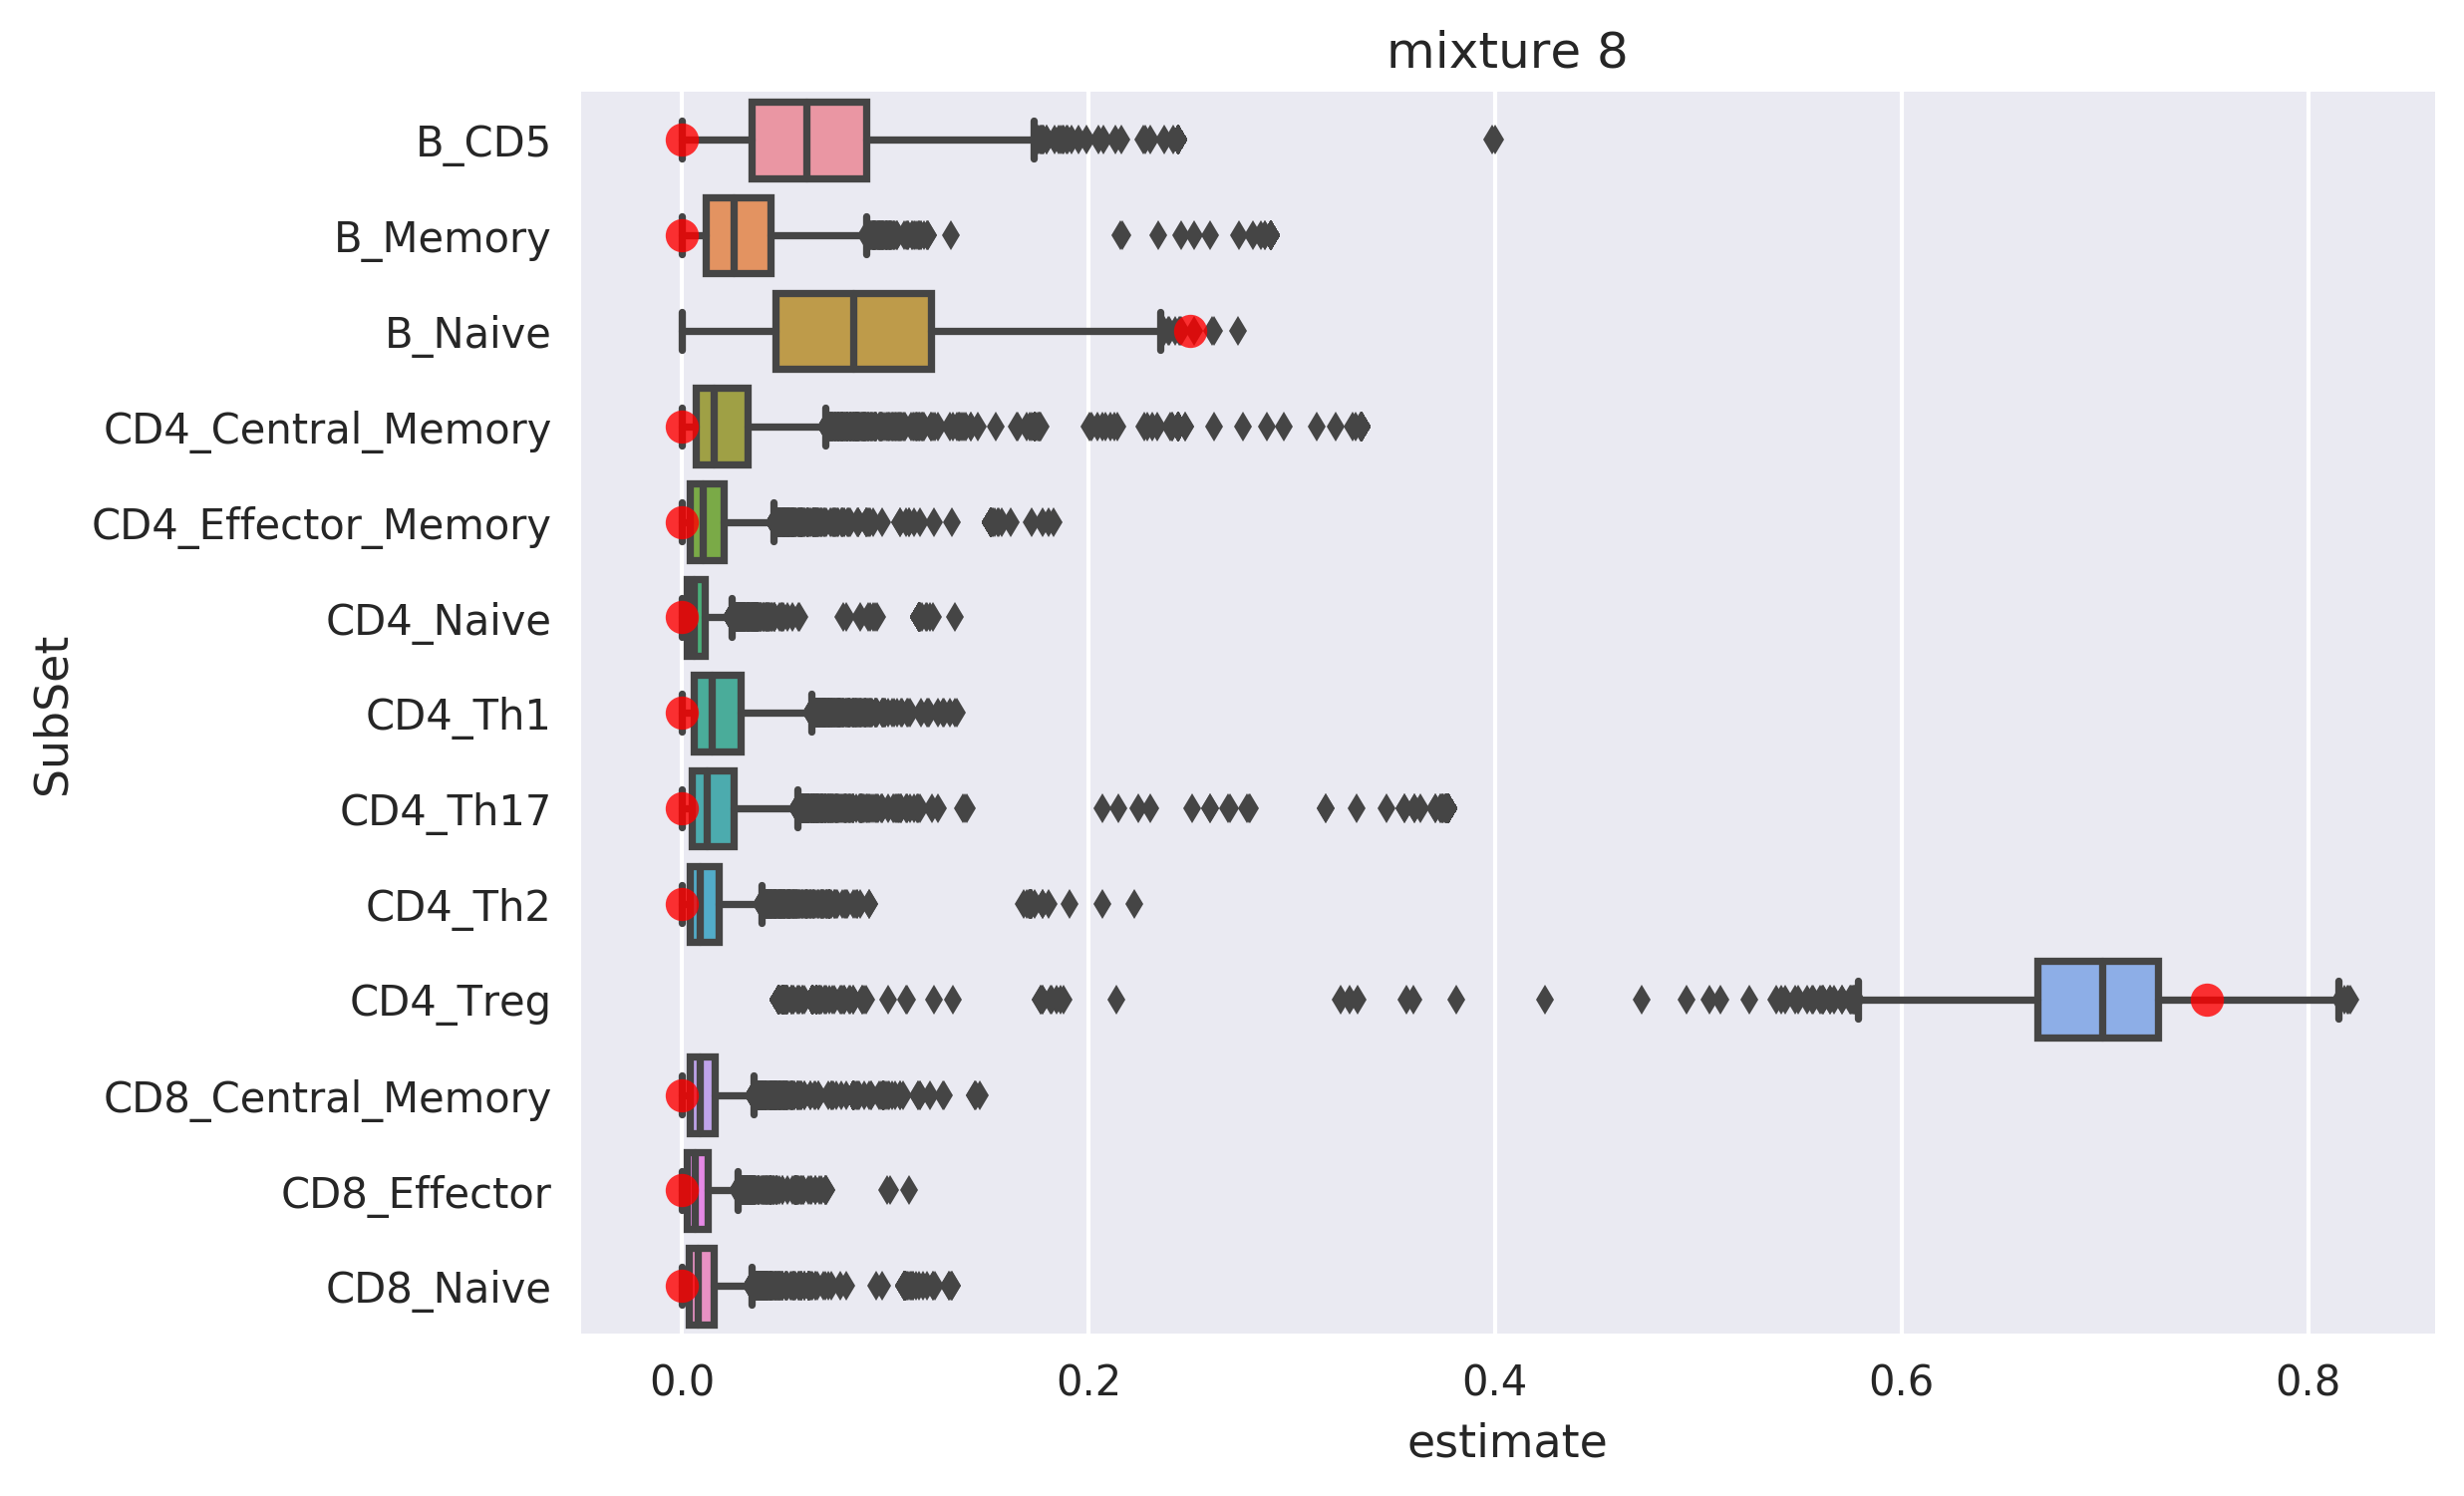 mixture 8
B_CD5
B_Memory
B_Naive
CD4_Central_Memory
CD4_Effector_Memory
CD4_Naive
CD4_Th1
CD4_Th17
CD4_Th2
CD4_Treg
CD8_Central_Memory
CD8_Effector
CD8_Naive
SubSet
0.0 0.2 0.4 0.6 0.8
estimate